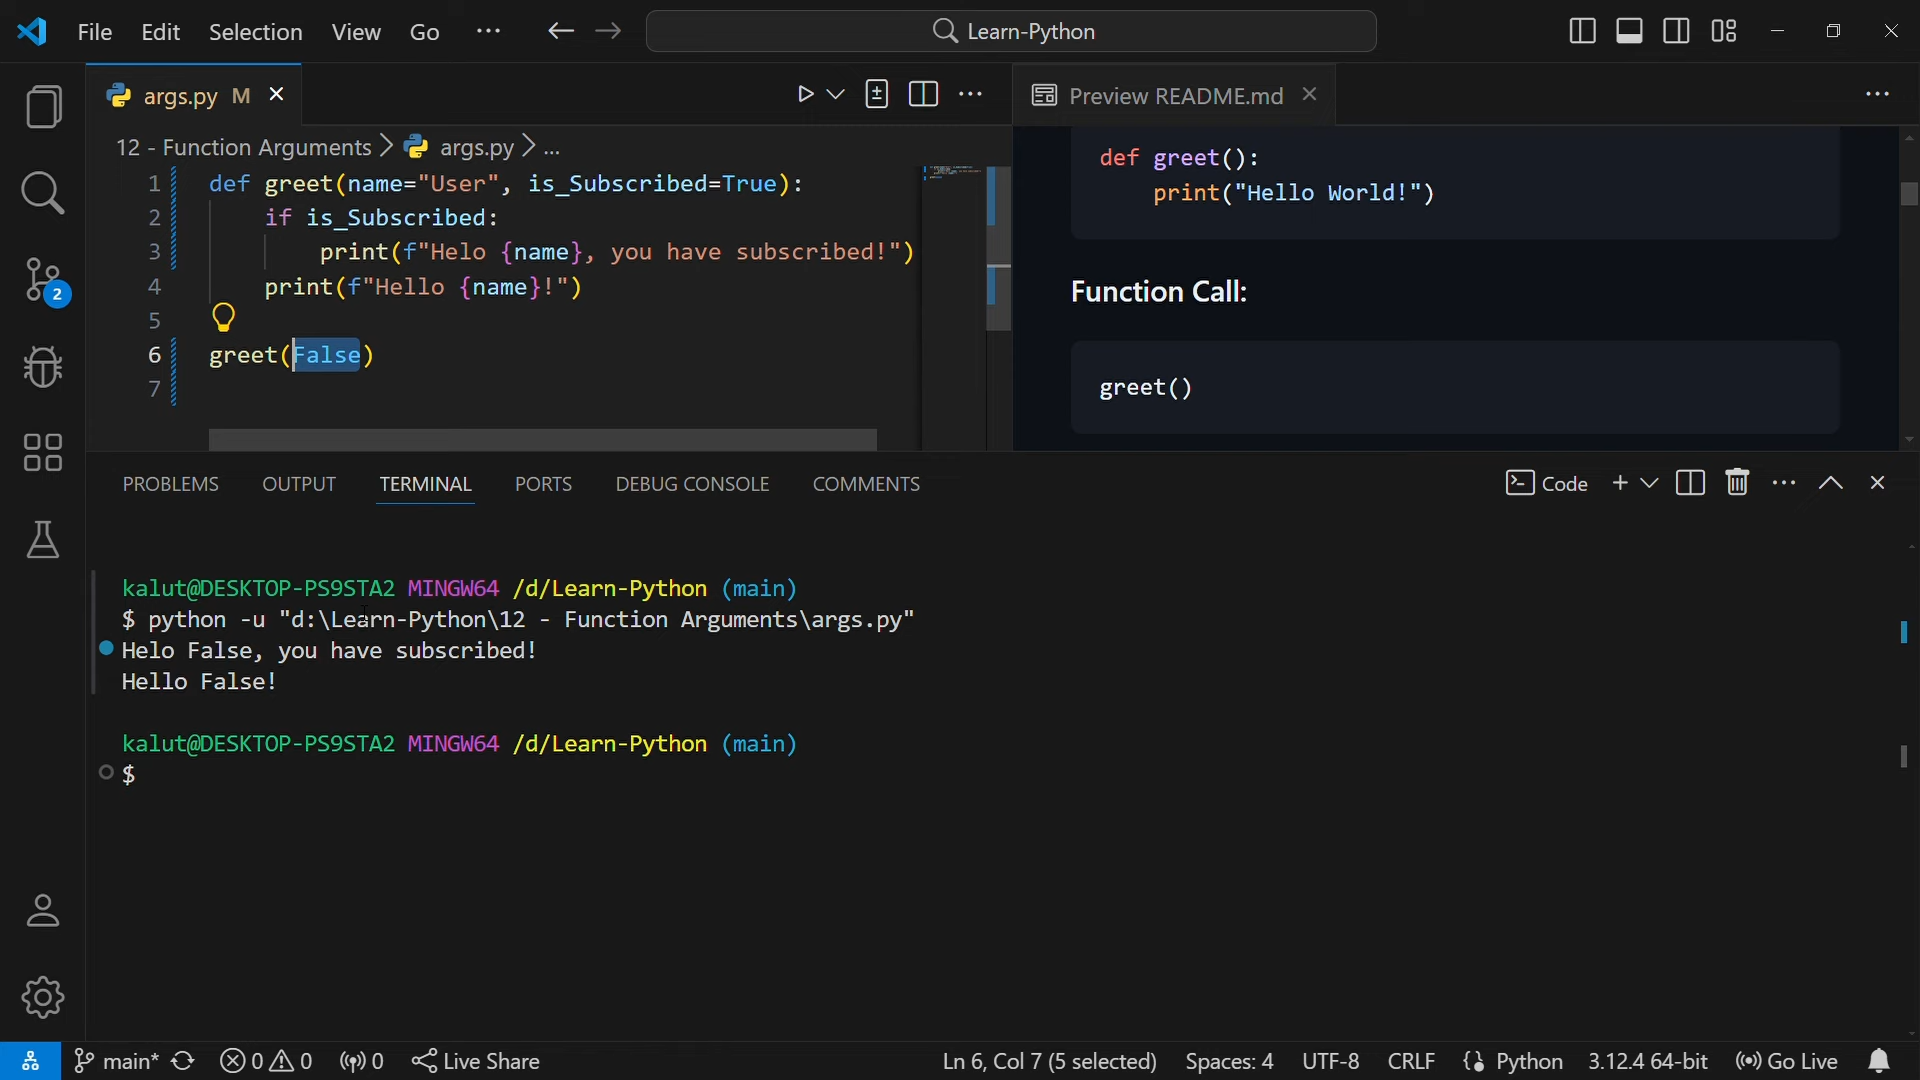 File Edit Selection View Go ··· Learn-Python
args.py M
12 - Function Arguments > args.py > ...
1 def greet(name="User", is_Subscribed=True):
2 if is_Subscribed:
3 print(f"Helo {name}, you have subscribed!")
4 print(f"Hello {name}!")
5
6 greet(False)
7
Preview README.md
def greet():
print("Hello World!")
Function Call:
greet()
PROBLEMS OUTPUT TERMINAL PORTS DEBUG CONSOLE COMMENTS
Code
kalut@DESKTOP-PS9STA2 MINGW64 /d/Learn-Python (main)
$ python -u "d:\Learn-Python\12 - Function Arguments\args.py"
Helo False, you have subscribed!
Hello False!
kalut@DESKTOP-PS9STA2 MINGW64 /d/Learn-Python (main)
$
2
main* 0 0 0 Live Share Ln 6, Col 7 (5 selected) Spaces: 4 UTF-8 CRLF Python 3.12.4 64-bit Go Live